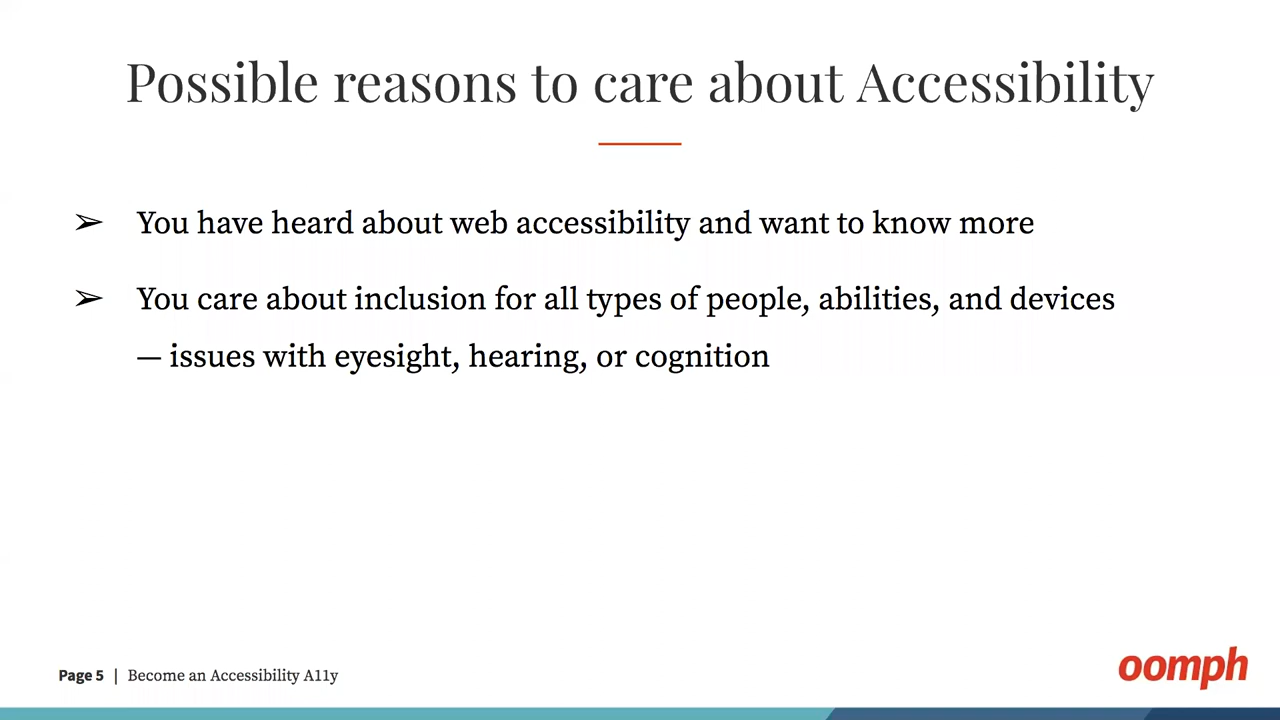 Possible reasons to care about Accessibility
➢ You have heard about web accessibility and want to know more
➢ You care about inclusion for all types of people, abilities, and devices
— issues with eyesight, hearing, or cognition
Page 5 | Become an Accessibility A11y
oomph